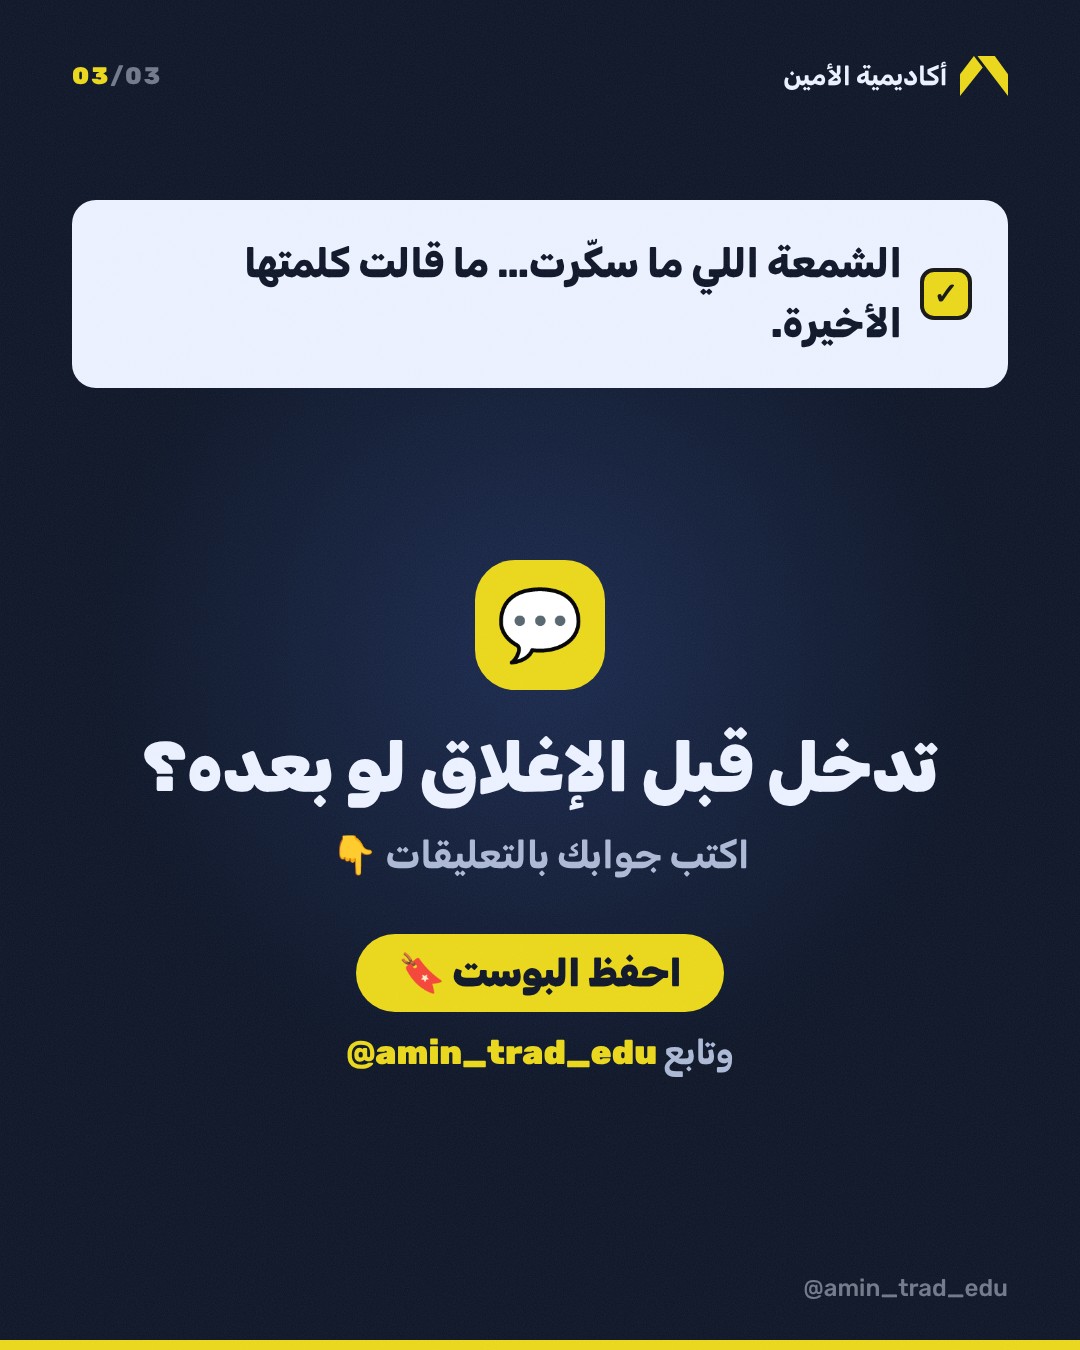 أكاديمية الأمين
03/03
الشمعة اللي ما سكّرت... ما قالت كلمتها
الأخيرة.
تدخل قبل الإغلاق لو بعده؟
اكتب جوابك بالتعليقات 👇
احفظ البوست 🔖
وتابع @amin_trad_edu
@amin_trad_edu